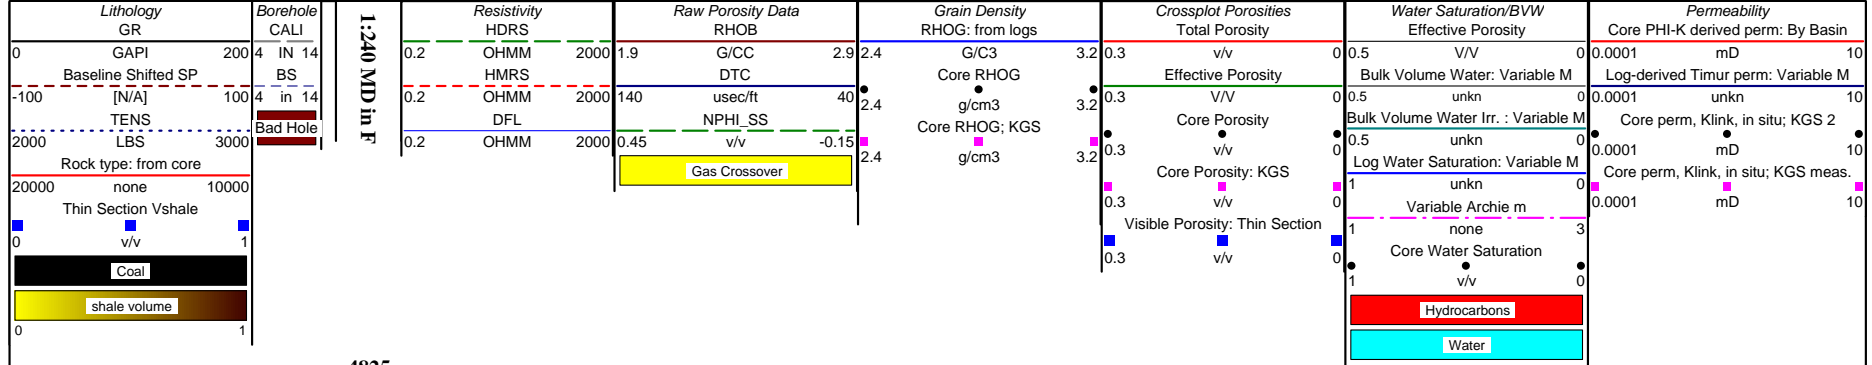 Lithology
GR
0 GAPI 200
Baseline Shifted SP
-100 [N/A] 100
TENS
2000 LBS 3000
Rock type: from core
20000 none 10000
Thin Section Vshale
0 v/v 1
Coal
shale volume
0 1
Borehole
CALI
4 IN 14
BS
4 in 14
Bad Hole
1:240 MD in F
Resistivity
HDRS
0.2 OHMM 2000
HMRS
0.2 OHMM 2000
DFL
0.2 OHMM 2000
Raw Porosity Data
RHOB
1.9 G/CC 2.9
DTC
140 usec/ft 40
NPHI_SS
0.45 v/v -0.15
Gas Crossover
Grain Density
RHOG: from logs
2.4 G/C3 3.2
Core RHOG
2.4 g/cm3 3.2
Core RHOG; KGS
2.4 g/cm3 3.2
Crossplot Porosities
Total Porosity
0.3 v/v 0
Effective Porosity
0.3 V/V 0
Core Porosity
0.3 v/v 0
Core Porosity: KGS
0.3 v/v 0
Visible Porosity: Thin Section
0.3 v/v 0
Water Saturation/BVW
Effective Porosity
0.5 V/V 0
Bulk Volume Water: Variable M
0.5 unkn 0
Bulk Volume Water Irr. : Variable M
0.5 unkn 0
Log Water Saturation: Variable M
1 unkn 0
Variable Archie m
1 none 3
Core Water Saturation
1 v/v 0
Hydrocarbons
Water
Permeability
Core PHI-K derived perm: By Basin
0.0001 mD 10
Log-derived Timur perm: Variable M
0.0001 unkn 10
Core perm, Klink, in situ; KGS 2
0.0001 mD 10
Core perm, Klink, in situ; KGS meas.
0.0001 mD 10